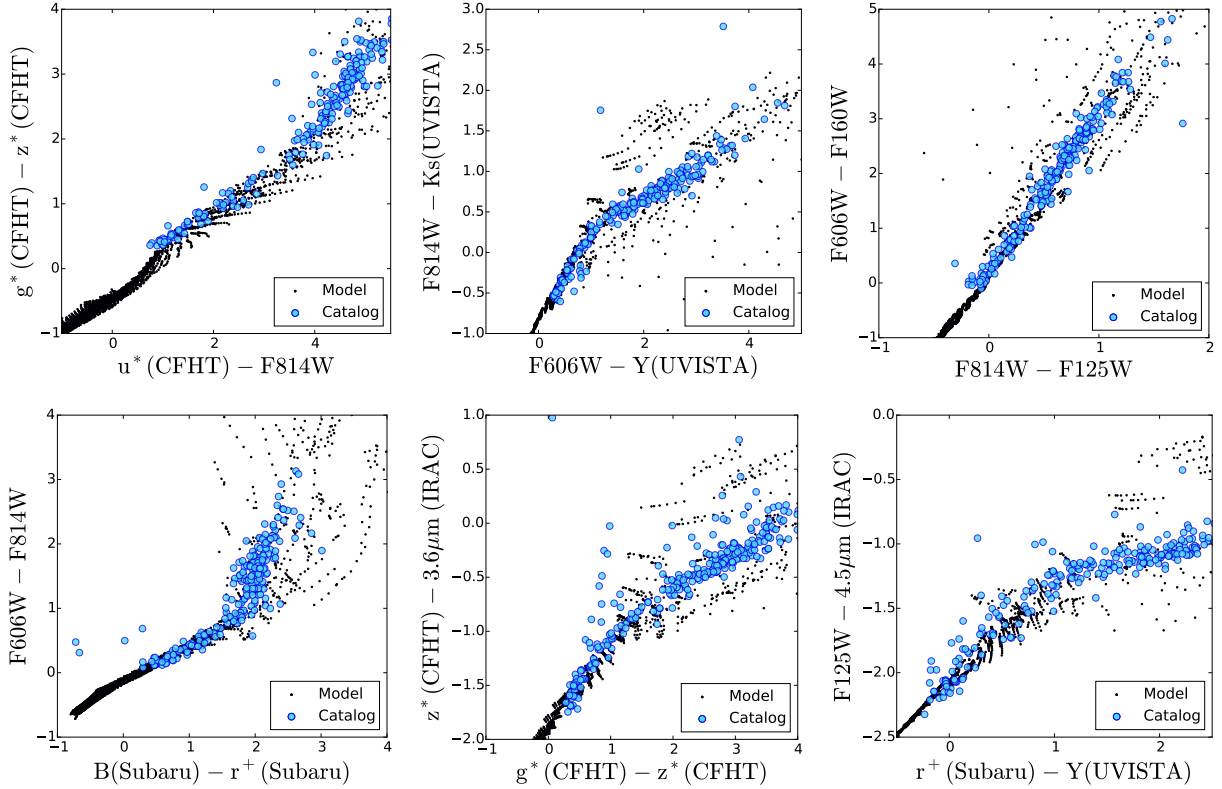 4
3
2
1
0
−1
0
2
4
g* (CFHT) − z* (CFHT)
u* (CFHT) − F814W
Model
Catalog
3.0
2.5
2.0
1.5
1.0
0.5
0.0
−0.5
−1.0
0
1
2
3
4
F814W − Ks(UVISTA)
F606W − Y(UVISTA)
Model
Catalog
5
4
3
2
1
0
−1
−1
0
1
2
F606W − F160W
F814W − F125W
Model
Catalog
4
3
2
1
0
−1
−1
0
1
2
3
4
F606W − F814W
B(Subaru) − r⁺ (Subaru)
Model
Catalog
1.0
0.5
0.0
−0.5
−1.0
−1.5
−2.0
0
1
2
3
4
z* (CFHT) − 3.6μm (IRAC)
g* (CFHT) − z* (CFHT)
Model
Catalog
0.0
−0.5
−1.0
−1.5
−2.0
−2.5
0
1
2
F125W − 4.5μm (IRAC)
r⁺ (Subaru) − Y(UVISTA)
Model
Catalog